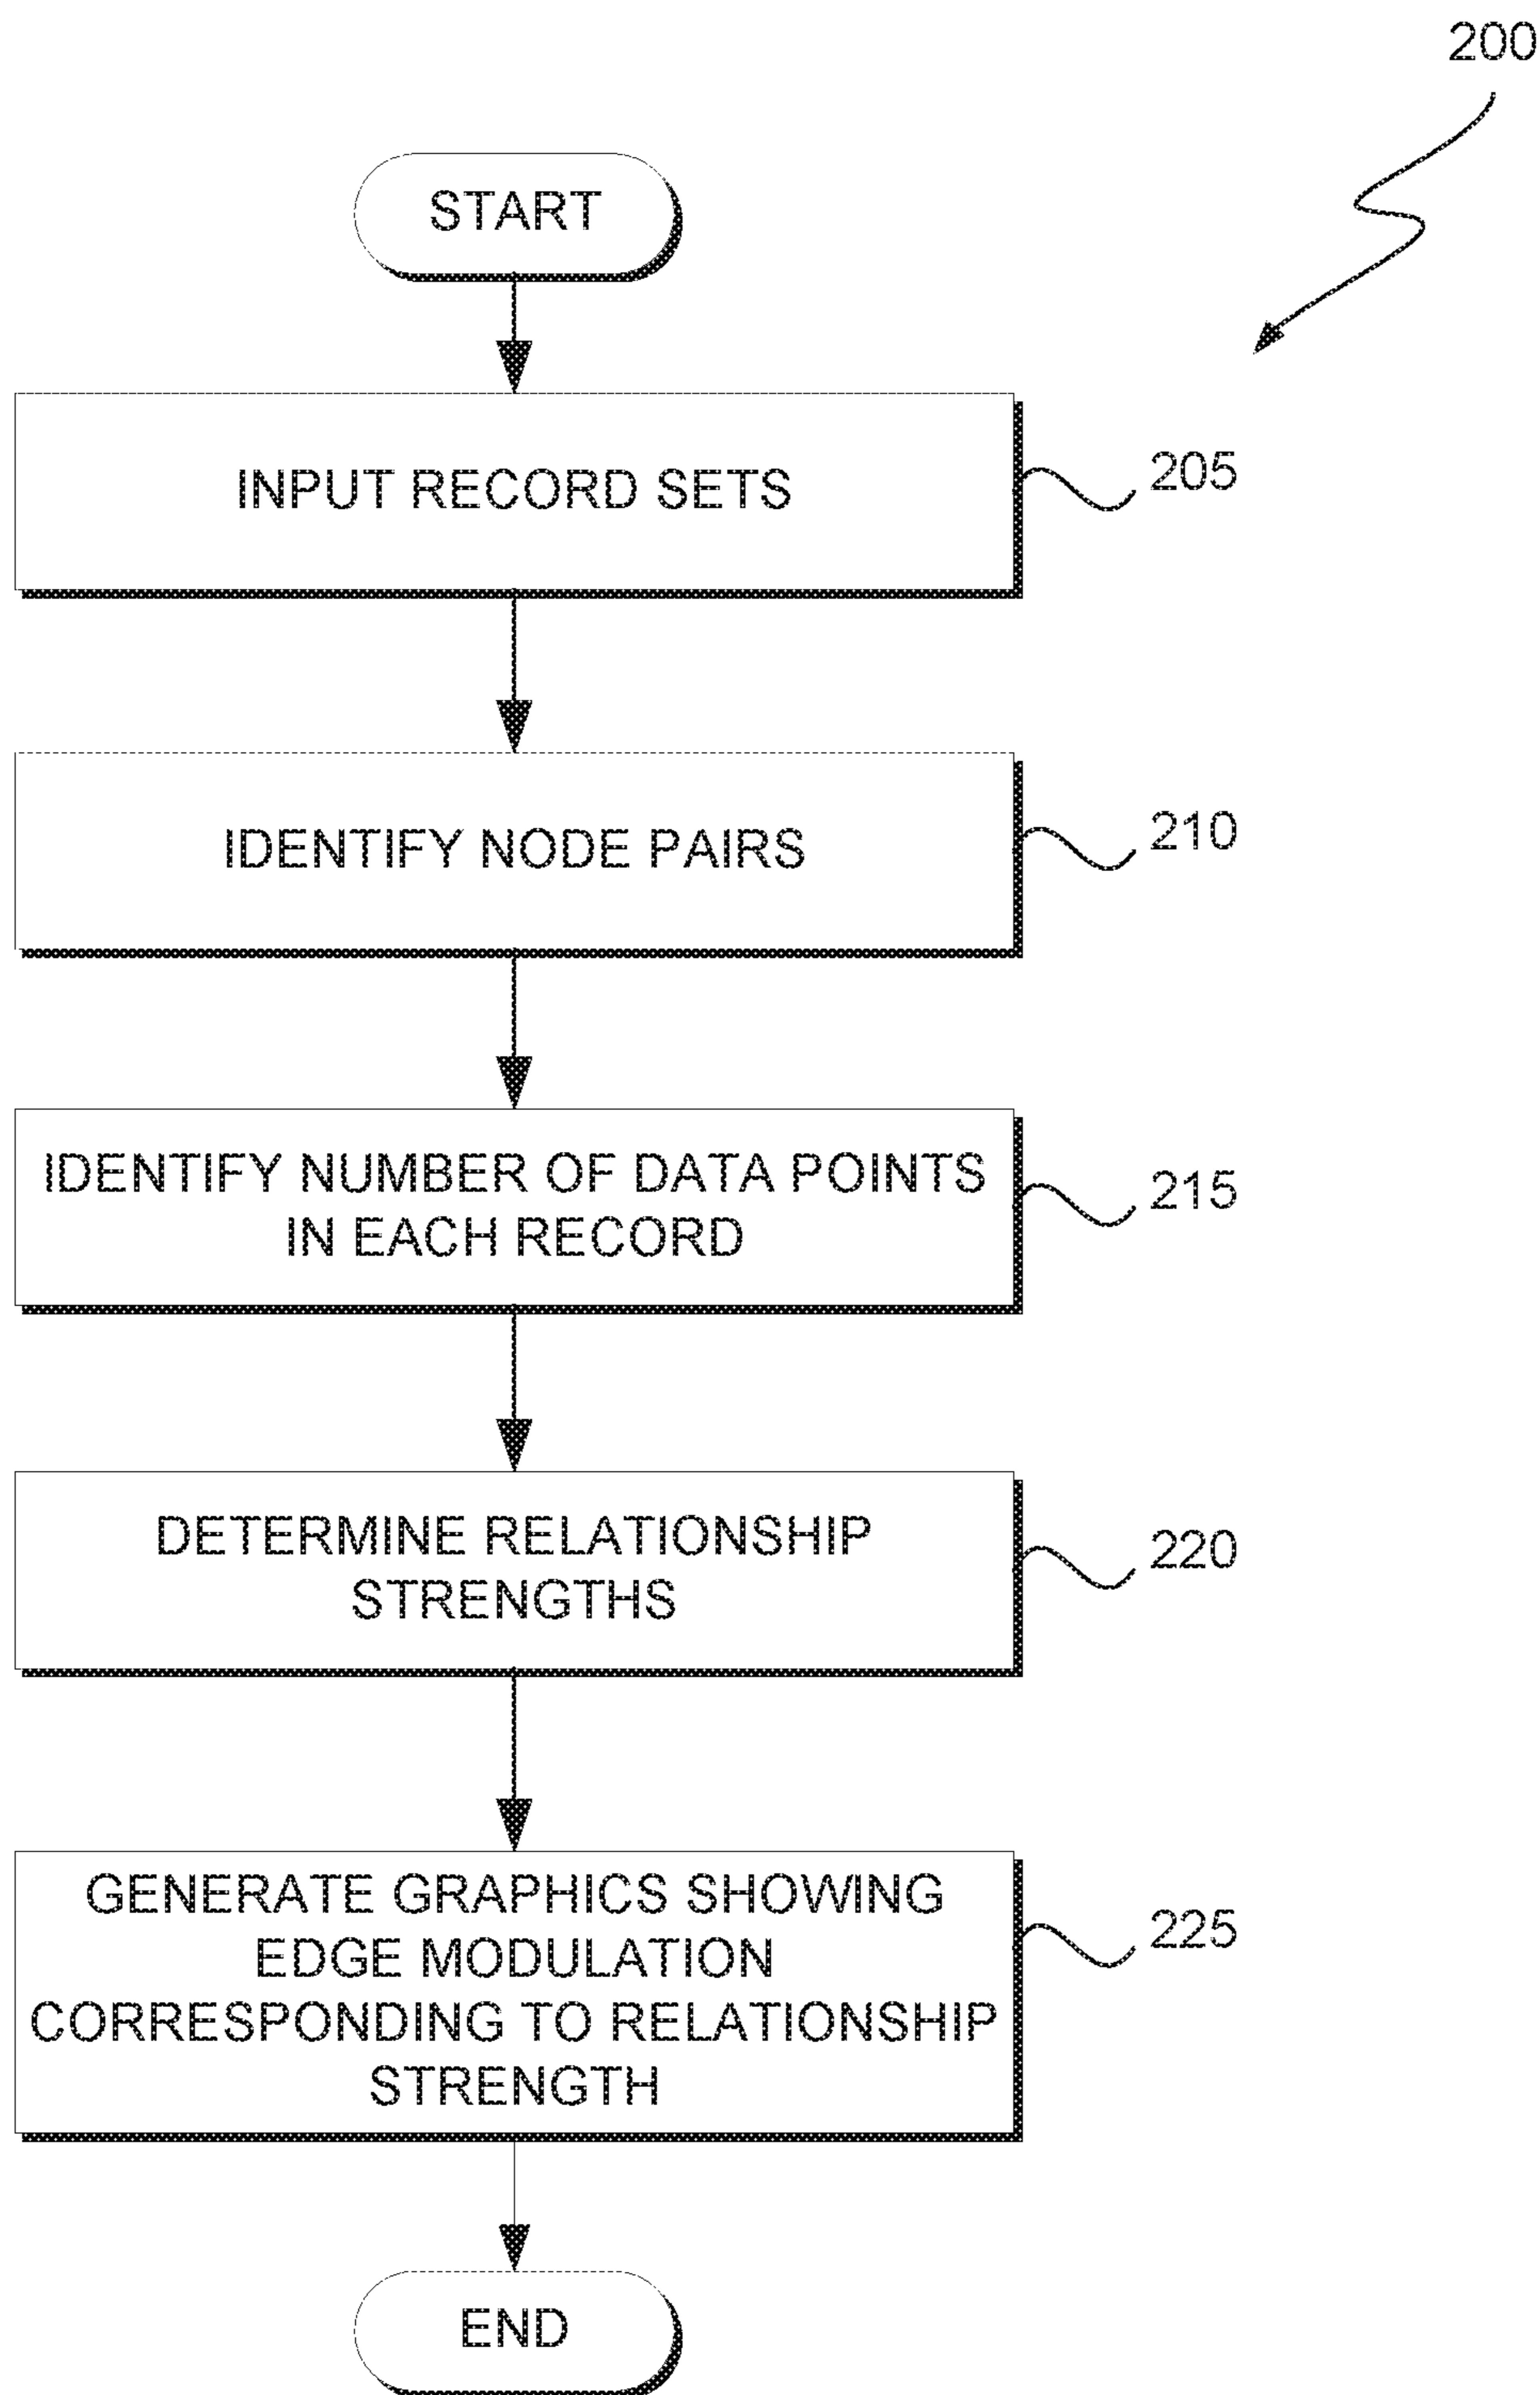 200
START
INPUT RECORD SETS
205
IDENTIFY NODE PAIRS
210
IDENTIFY NUMBER OF DATA POINTS
IN EACH RECORD
215
DETERMINE RELATIONSHIP
STRENGTHS
220
GENERATE GRAPHICS SHOWING
EDGE MODULATION
CORRESPONDING TO RELATIONSHIP
STRENGTH
225
END